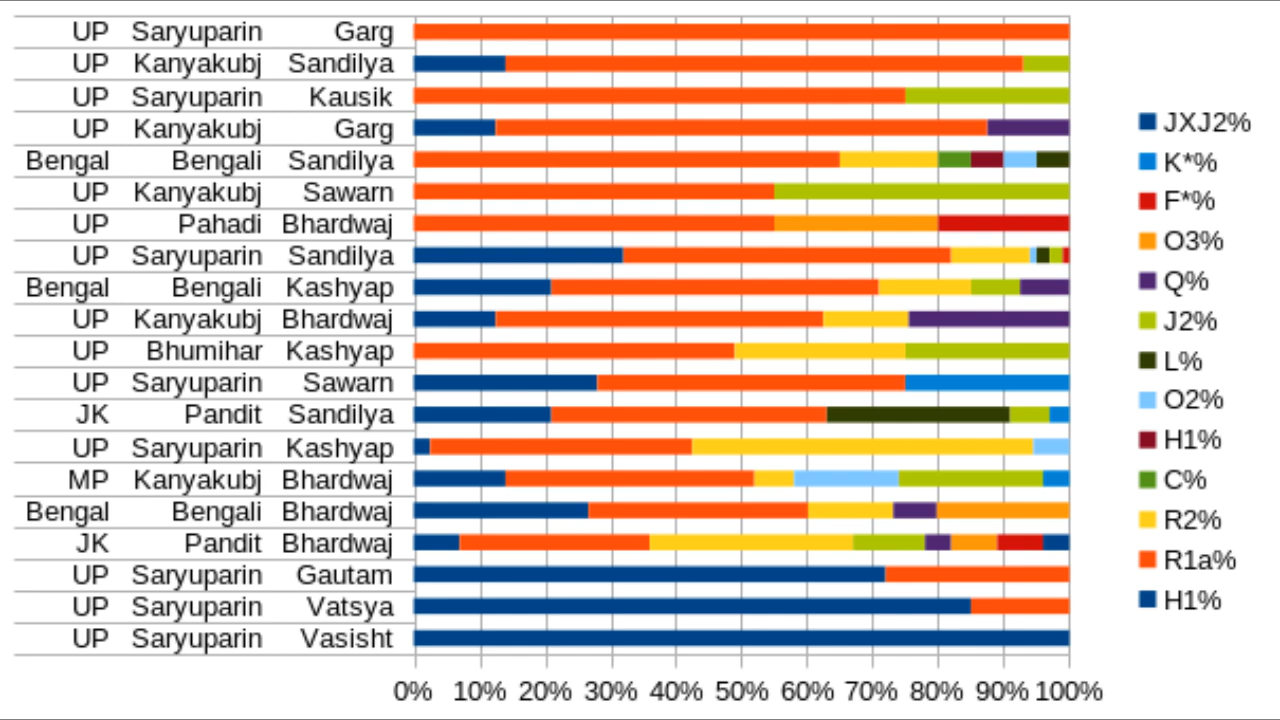 UP Saryuparin Garg
UP Kanyakubj Sandilya
UP Saryuparin Kausik
UP Kanyakubj Garg
Bengal Bengali Sandilya
UP Kanyakubj Sawarn
UP Pahadi Bhardwaj
UP Saryuparin Sandilya
Bengal Bengali Kashyap
UP Kanyakubj Bhardwaj
UP Bhumihar Kashyap
UP Saryuparin Sawarn
JK Pandit Sandilya
UP Saryuparin Kashyap
MP Kanyakubj Bhardwaj
Bengal Bengali Bhardwaj
JK Pandit Bhardwaj
UP Saryuparin Gautam
UP Saryuparin Vatsya
UP Saryuparin Vasisht
0% 10% 20% 30% 40% 50% 60% 70% 80% 90% 100%
JXJ2%
K*%
F*%
O3%
Q%
J2%
L%
O2%
H1%
C%
R2%
R1a%
H1%